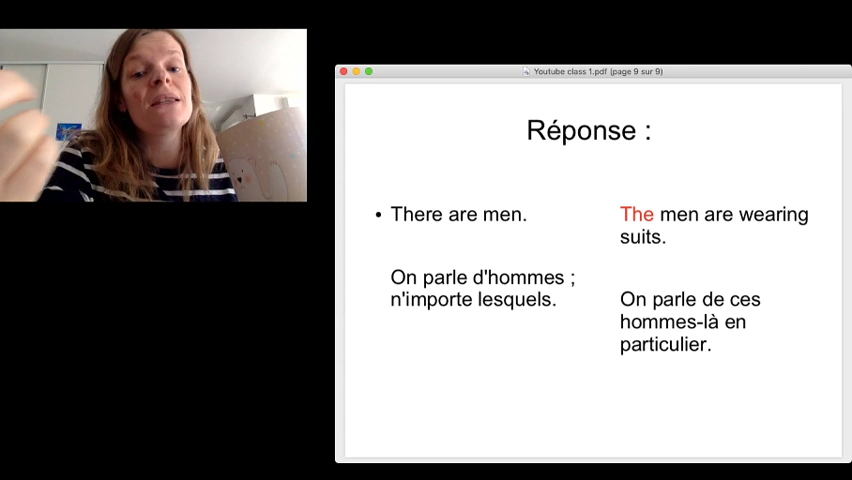 Youtube class 1.pdf (page 9 sur 9)
Réponse :
• There are men.
On parle d'hommes ;
n'importe lesquels.
The men are wearing
suits.
On parle de ces
hommes-là en
particulier.